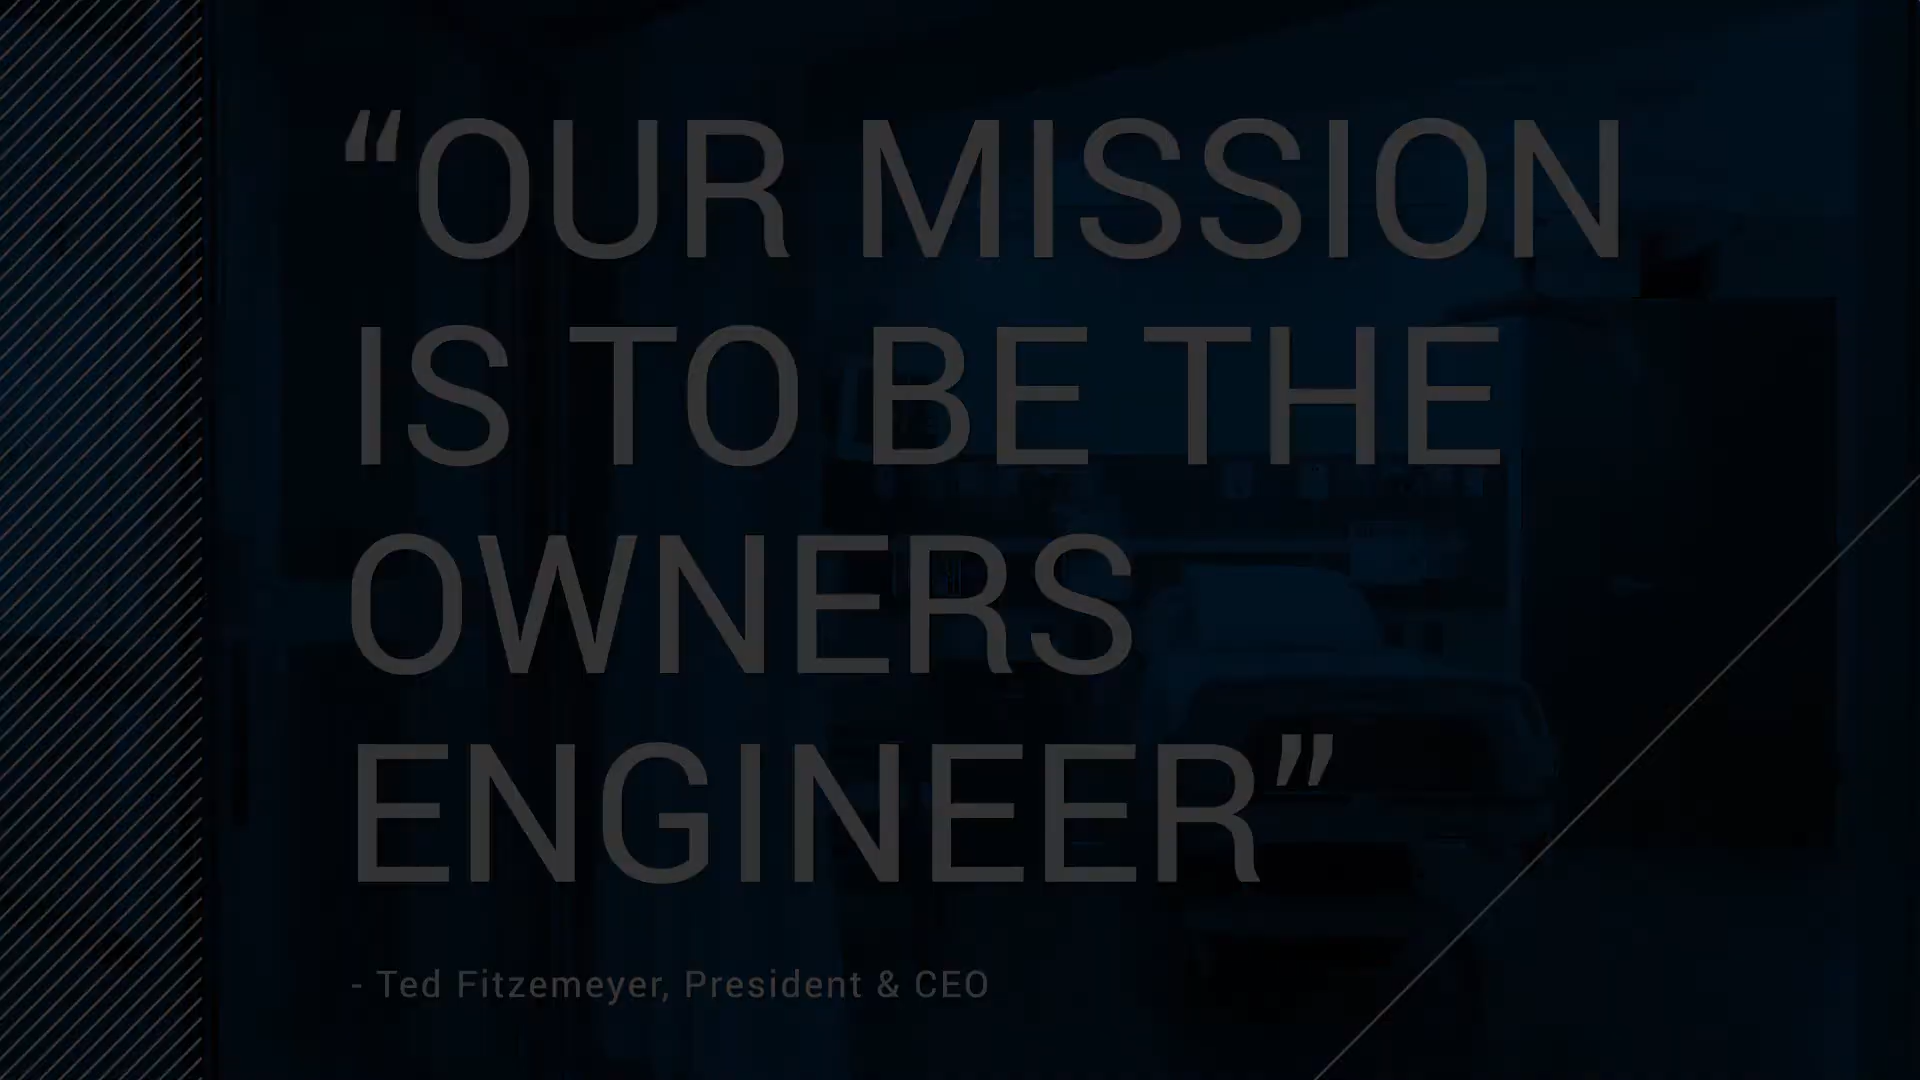 “OUR MISSION
IS TO BE THE
OWNERS
ENGINEER”
- Ted Fitzemeyer, President & CEO